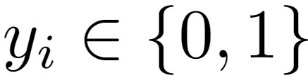 y_i ∈ {0, 1}